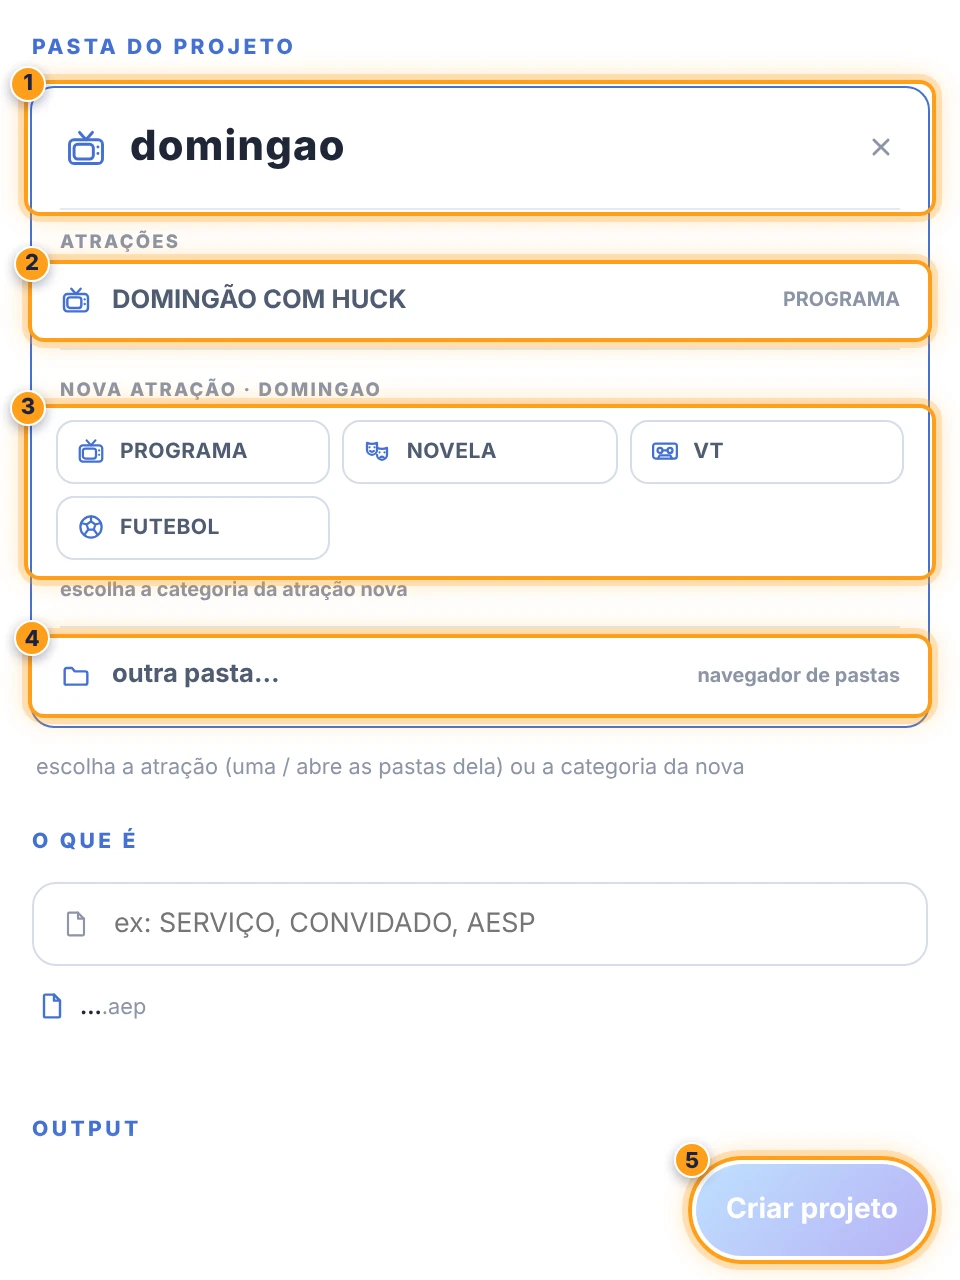 PASTA DO PROJETO
1
domingao
ATRAÇÕES
2
DOMINGÃO COM HUCK PROGRAMA
NOVA ATRAÇÃO · DOMINGAO
3
PROGRAMA NOVELA VT
FUTEBOL
escolha a categoria da atração nova
4
outra pasta... navegador de pastas
escolha a atração (uma / abre as pastas dela) ou a categoria da nova
O QUE É
ex: SERVIÇO, CONVIDADO, AESP
....aep
OUTPUT
5
Criar projeto